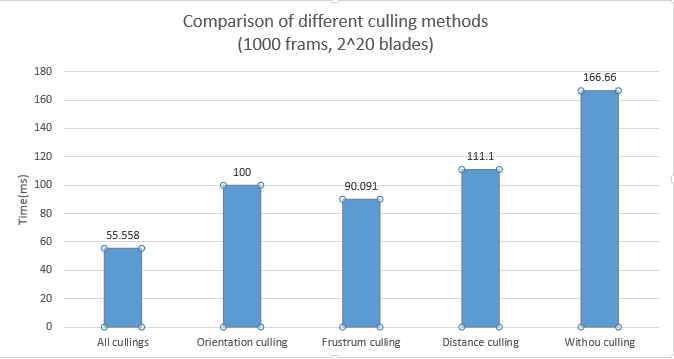 Comparison of different culling methods
(1000 frams, 2^20 blades)
Time(ms)
180
160
140
120
100
80
60
40
20
0
55.558
100
90.091
111.1
166.66
All cullings
Orientation culling
Frustrum culling
Distance culling
Withou culling